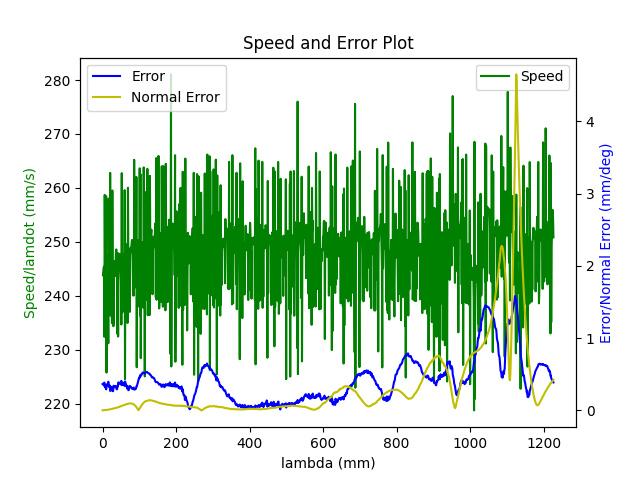 Speed and Error Plot
Error
Normal Error
Speed
Speed/lamdot (mm/s)
280
270
260
250
240
230
220
4
3
2
1
0
Error/Normal Error (mm/deg)
0
200
400
600
800
1000
1200
lambda (mm)